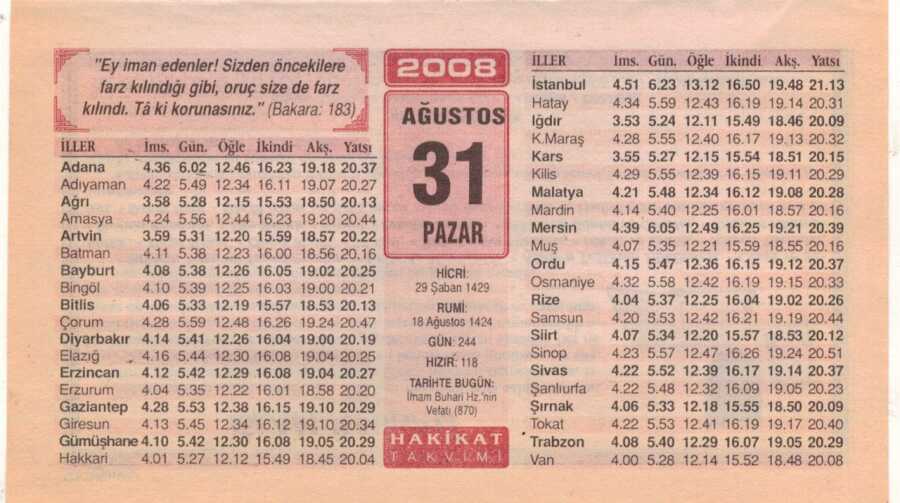 "Ey iman edenler! Sizden öncekilere
farz kılındığı gibi, oruç size de farz
kılındı. Tâ ki korunasınız." (Bakara: 183)
İLLER İms. Gün. Öğle İkindi Akş. Yatsı
Adana 4.36 6.02 12.46 16.23 19.18 20.37
Adıyaman 4.22 5.49 12.34 16.11 19.07 20.27
Ağrı 3.58 5.28 12.15 15.53 18.50 20.13
Amasya 4.24 5.56 12.44 16.23 19.20 20.44
Artvin 3.59 5.31 12.20 15.59 18.57 20.22
Batman 4.11 5.38 12.23 16.00 18.56 20.16
Bayburt 4.08 5.38 12.26 16.05 19.02 20.25
Bingöl 4.10 5.39 12.25 16.03 19.00 20.21
Bitlis 4.06 5.33 12.19 15.57 18.53 20.13
Çorum 4.28 5.59 12.48 16.26 19.24 20.47
Diyarbakır 4.14 5.41 12.26 16.04 19.00 20.19
Elazığ 4.16 5.44 12.30 16.08 19.04 20.25
Erzincan 4.12 5.42 12.29 16.08 19.04 20.27
Erzurum 4.04 5.35 12.22 16.01 18.58 20.20
Gaziantep 4.28 5.53 12.38 16.15 19.10 20.29
Giresun 4.13 5.45 12.34 16.12 19.10 20.34
Gümüşhane 4.10 5.42 12.30 16.08 19.05 20.29
Hakkari 4.01 5.27 12.12 15.49 18.45 20.04
2008
AĞUSTOS
31
PAZAR
HİCRİ:
29 Şaban 1429
RUMİ:
18 Ağustos 1424
GÜN: 244
HIZIR: 118
TARİHTE BUGÜN:
İmam Buhari Hz.'nin
Vefatı (870)
HAKİKAT
TAKVİMİ
İLLER İms. Gün. Öğle İkindi Akş. Yatsı
İstanbul 4.51 6.23 13.12 16.50 19.48 21.13
Hatay 4.34 5.59 12.43 16.19 19.14 20.31
Iğdır 3.53 5.24 12.11 15.49 18.46 20.09
K.Maraş 4.28 5.55 12.40 16.17 19.13 20.32
Kars 3.55 5.27 12.15 15.54 18.51 20.15
Kilis 4.29 5.55 12.39 16.15 19.11 20.29
Malatya 4.21 5.48 12.34 16.12 19.08 20.28
Mardin 4.14 5.40 12.25 16.01 18.57 20.16
Mersin 4.39 6.05 12.49 16.25 19.21 20.39
Muş 4.07 5.35 12.21 15.59 18.55 20.16
Ordu 4.15 5.47 12.36 16.15 19.12 20.37
Osmaniye 4.32 5.58 12.42 16.19 19.15 20.33
Rize 4.04 5.37 12.25 16.04 19.02 20.26
Samsun 4.20 5.53 12.42 16.21 19.19 20.44
Siirt 4.07 5.34 12.20 15.57 18.53 20.12
Sinop 4.23 5.57 12.47 16.26 19.24 20.51
Sivas 4.22 5.52 12.39 16.17 19.14 20.37
Şanlıurfa 4.22 5.48 12.32 16.09 19.05 20.23
Şırnak 4.06 5.33 12.18 15.55 18.50 20.09
Tokat 4.22 5.53 12.41 16.19 19.17 20.40
Trabzon 4.08 5.40 12.29 16.07 19.05 20.29
Van 4.00 5.28 12.14 15.52 18.48 20.08